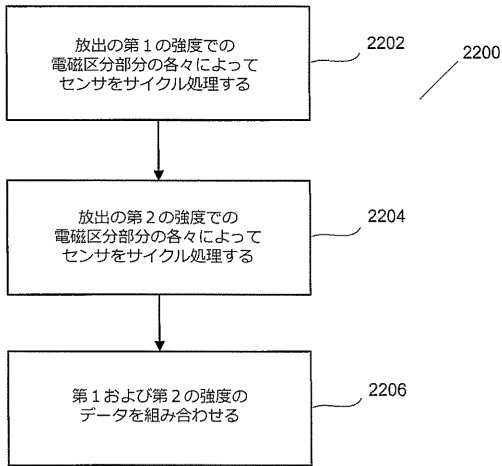 放出の第１の強度での
電磁区分部分の各々によって
センサをサイクル処理する
2202
2200
放出の第２の強度での
電磁区分部分の各々によって
センサをサイクル処理する
2204
第１および第２の強度の
データを組み合わせる
2206